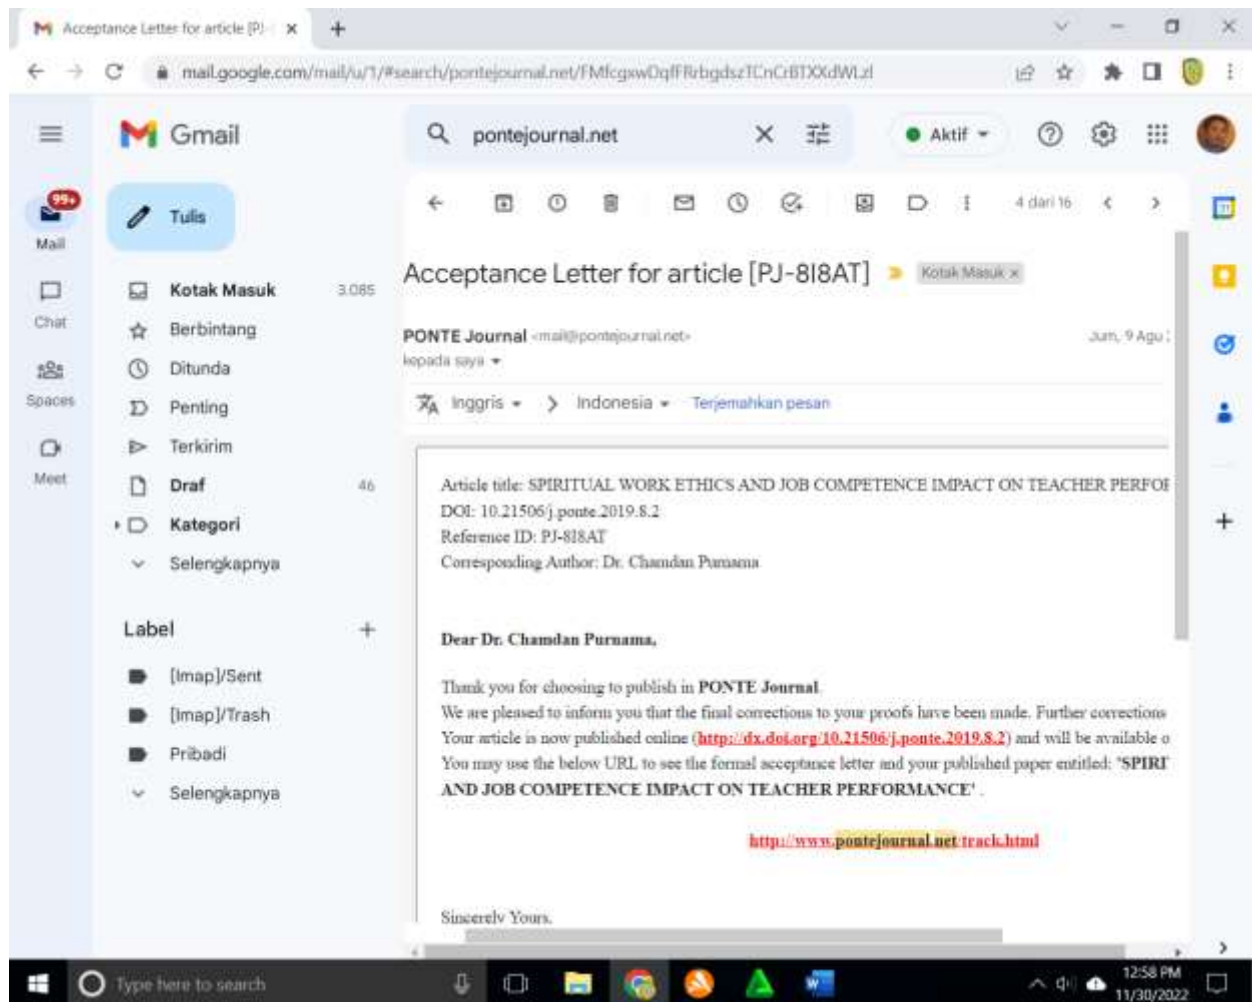 Acceptance Letter for article [PJ-
mail.google.com/mail/u/1/#search/pontejournal.net/
Gmail
pontejournal.net
Aktif
99+
Mail
Chat
Spaces
Meet
Tulis
Kotak Masuk 3.085
Berbintang
Ditunda
Penting
Terkirim
Draf 46
Kategori
Selengkapnya
Label
[Imap]/Sent
[Imap]/Trash
Pribadi
Selengkapnya
4 dari 16
Acceptance Letter for article [PJ-8I8AT] Kotak Masuk x
PONTE Journal <mail@pontejournal.net> Jum, 9 Agu
kepada saya
Inggris > Indonesia Terjemahkan pesan
Article title: SPIRITUAL WORK ETHICS AND JOB COMPETENCE IMPACT ON TEACHER PERFOR
DOI: 10.21506/j.ponte.2019.8.2
Reference ID: PJ-8I8AT
Corresponding Author: Dr. Chamdan Purnama
Dear Dr. Chamdan Purnama,
Thank you for choosing to publish in PONTE Journal.
We are pleased to inform you that the final corrections to your proofs have been made. Further corrections
Your article is now published online (http://dx.doi.org/10.21506/j.ponte.2019.8.2) and will be available o
You may use the below URL to see the formal acceptance letter and your published paper entitled: "SPIRIT
AND JOB COMPETENCE IMPACT ON TEACHER PERFORMANCE" .
http://www.pontejournal.net/track.html
Sincerely Yours,
Type here to search
12:58 PM
11/30/2022